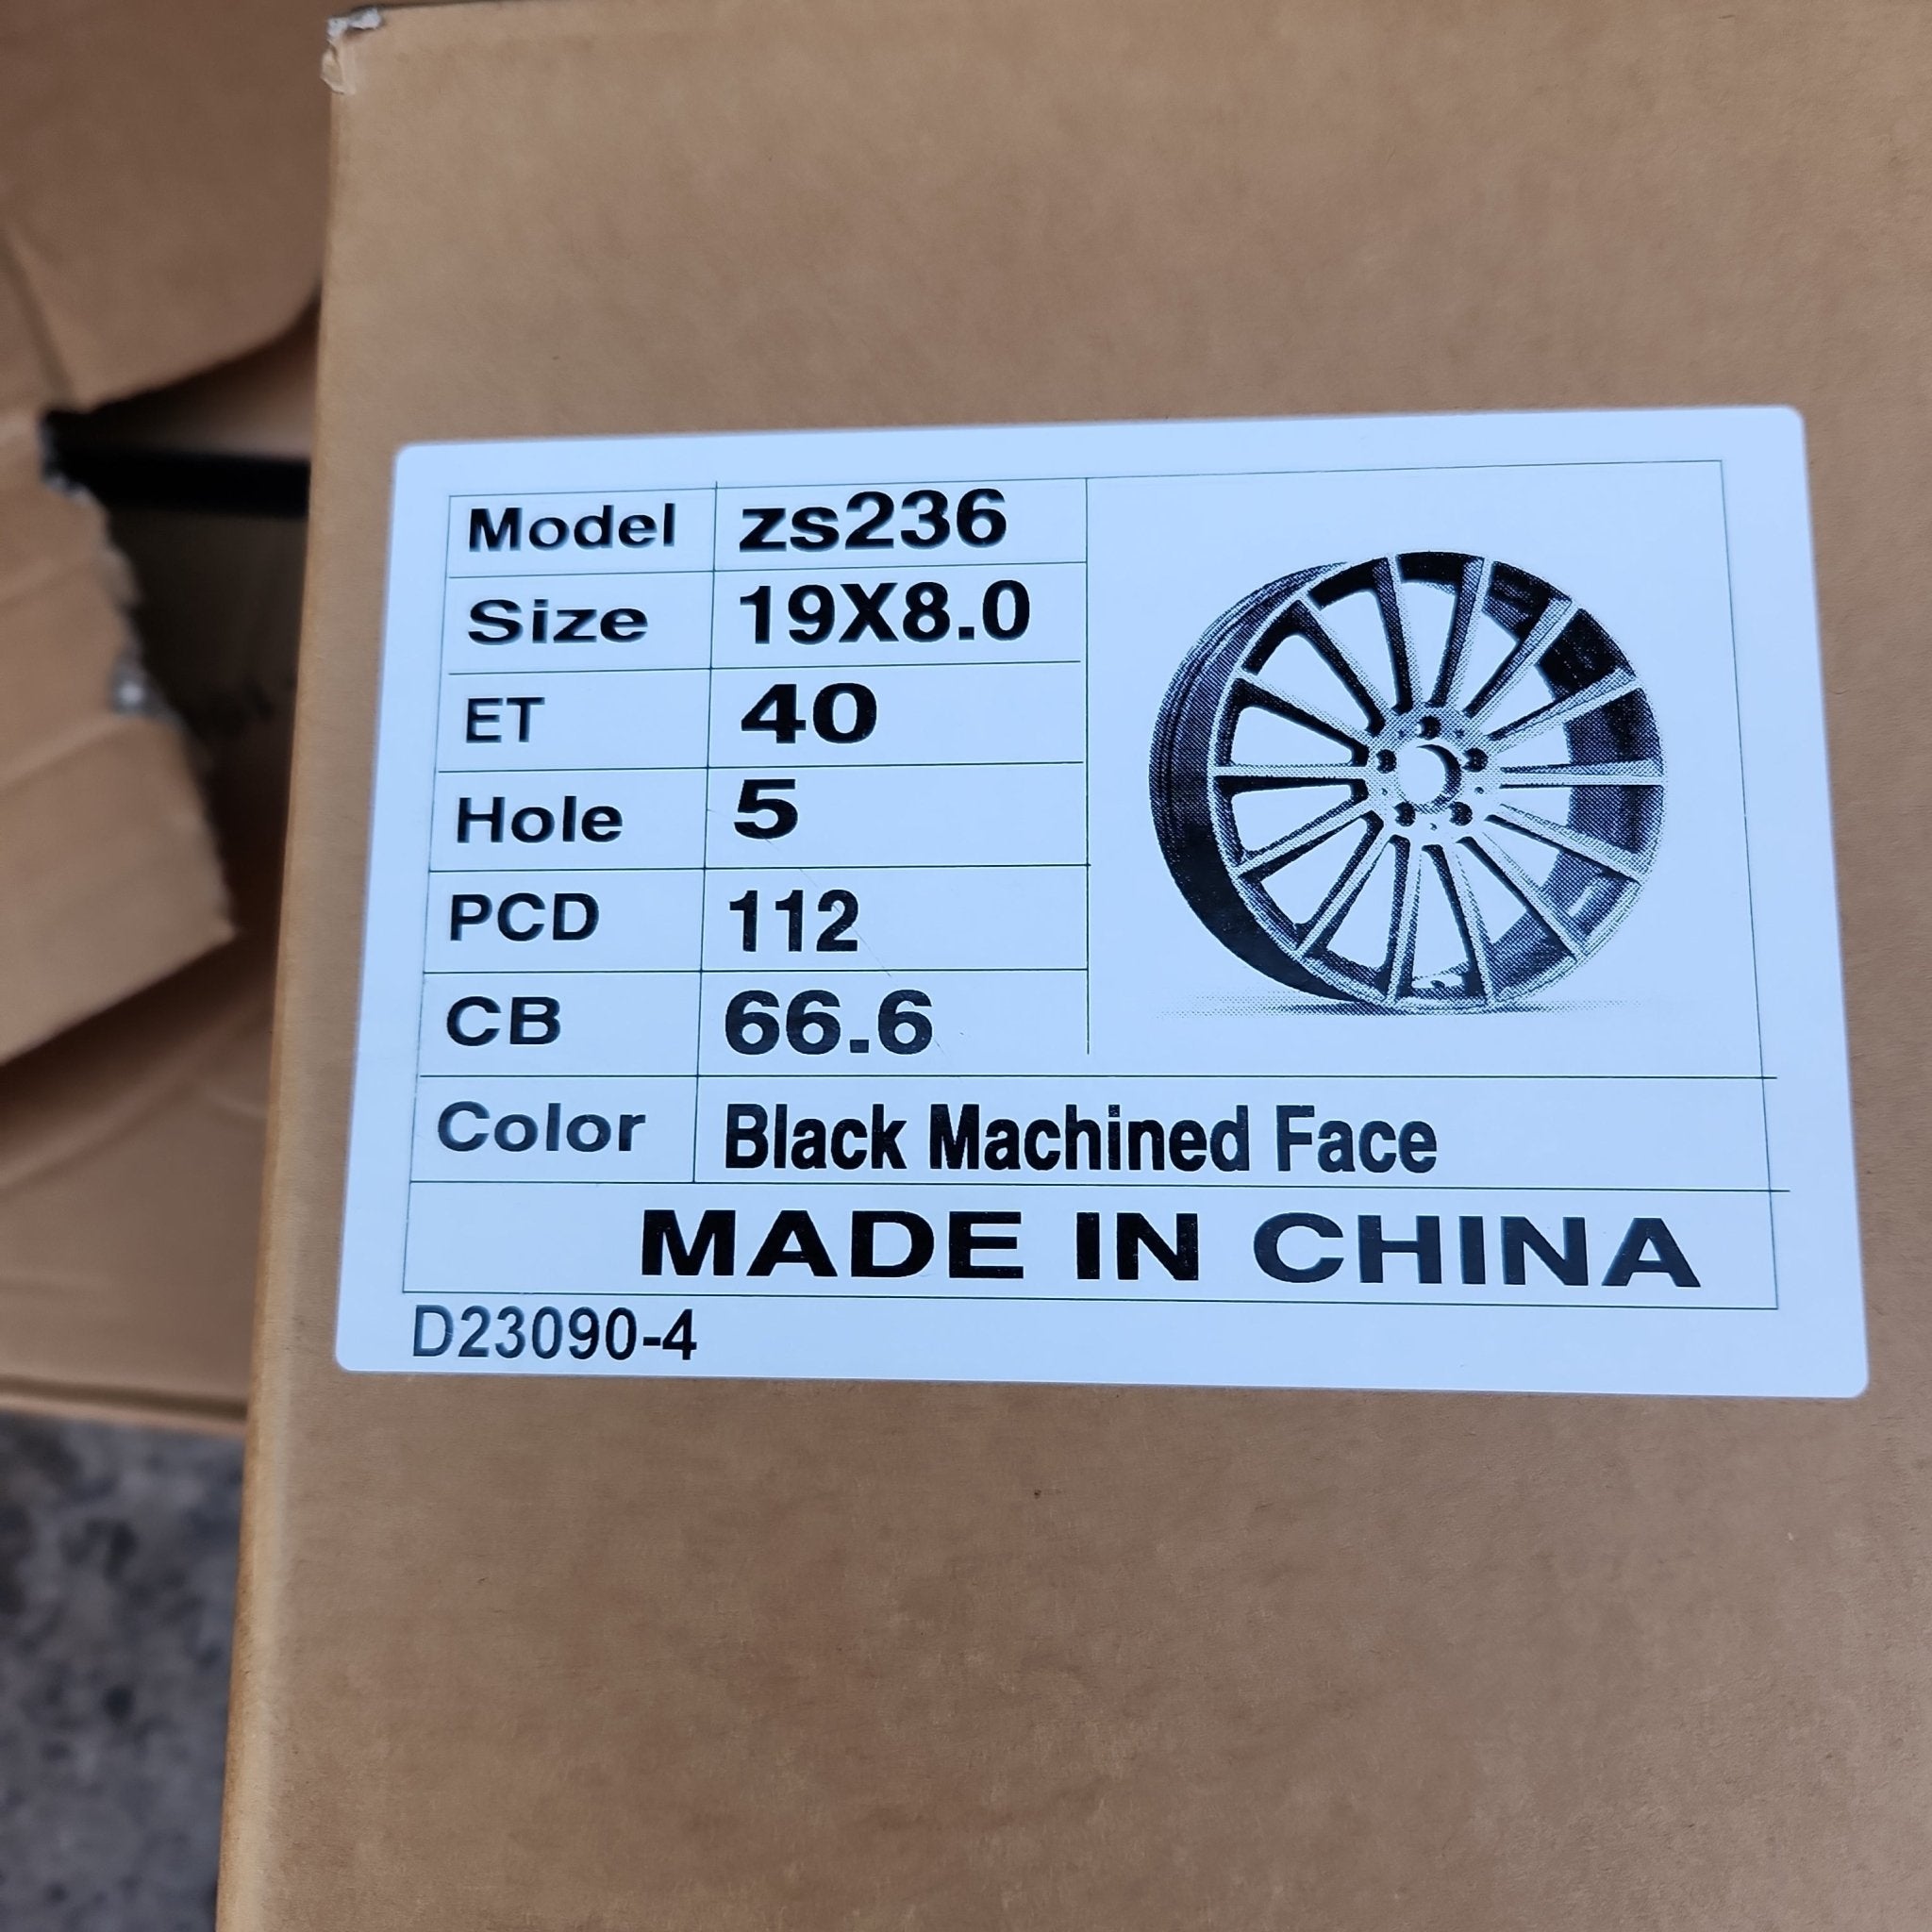 Model zs236
Size 19X8.0
ET 40
Hole 5
PCD 112
CB 66.6
Color Black Machined Face
MADE IN CHINA
D23090-4